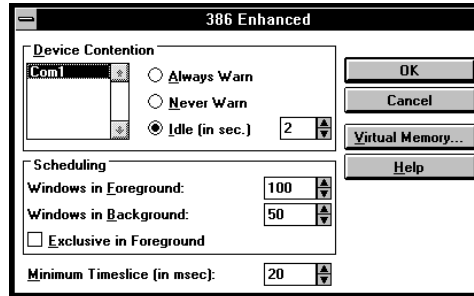 386 Enhanced
Device Contention
Com1
Always Warn
Never Warn
Idle (in sec.) 2
OK
Cancel
Virtual Memory...
Help
Scheduling
Windows in Foreground: 100
Windows in Background: 50
Exclusive in Foreground
Minimum Timeslice (in msec): 20